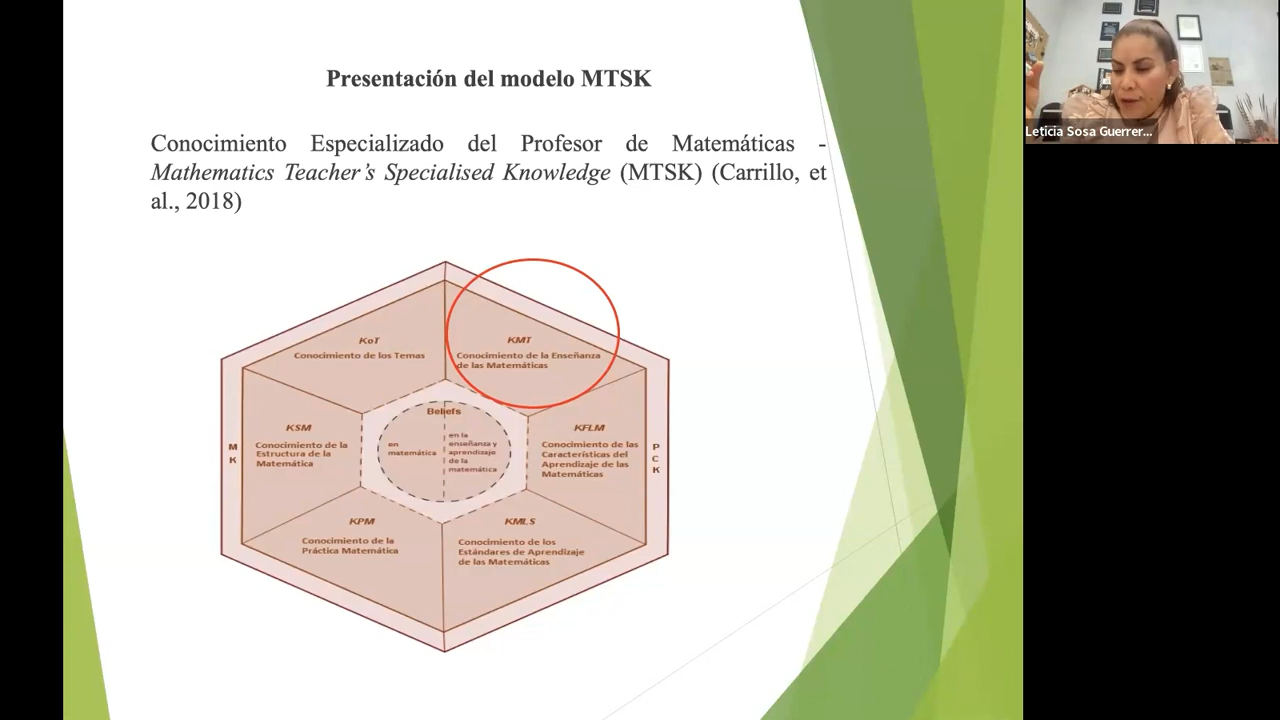 Presentación del modelo MTSK
Conocimiento Especializado del Profesor de Matemáticas -
Mathematics Teacher’s Specialised Knowledge (MTSK) (Carrillo, et
al., 2018)
KoT
Conocimiento de los Temas
KMT
Conocimiento de la Enseñanza
de las Matemáticas
Beliefs
en
matemática
en la
enseñanza y
aprendizaje
de la
matemática
M
K
KSM
Conocimiento de la
Estructura de la
Matemática
KFLM
Conocimiento de las
Características del
Aprendizaje de las
Matemáticas
P
C
K
KPM
Conocimiento de la
Práctica Matemática
KMLS
Conocimiento de los
Estándares de Aprendizaje
de las Matemáticas
Leticia Sosa Guerrer...